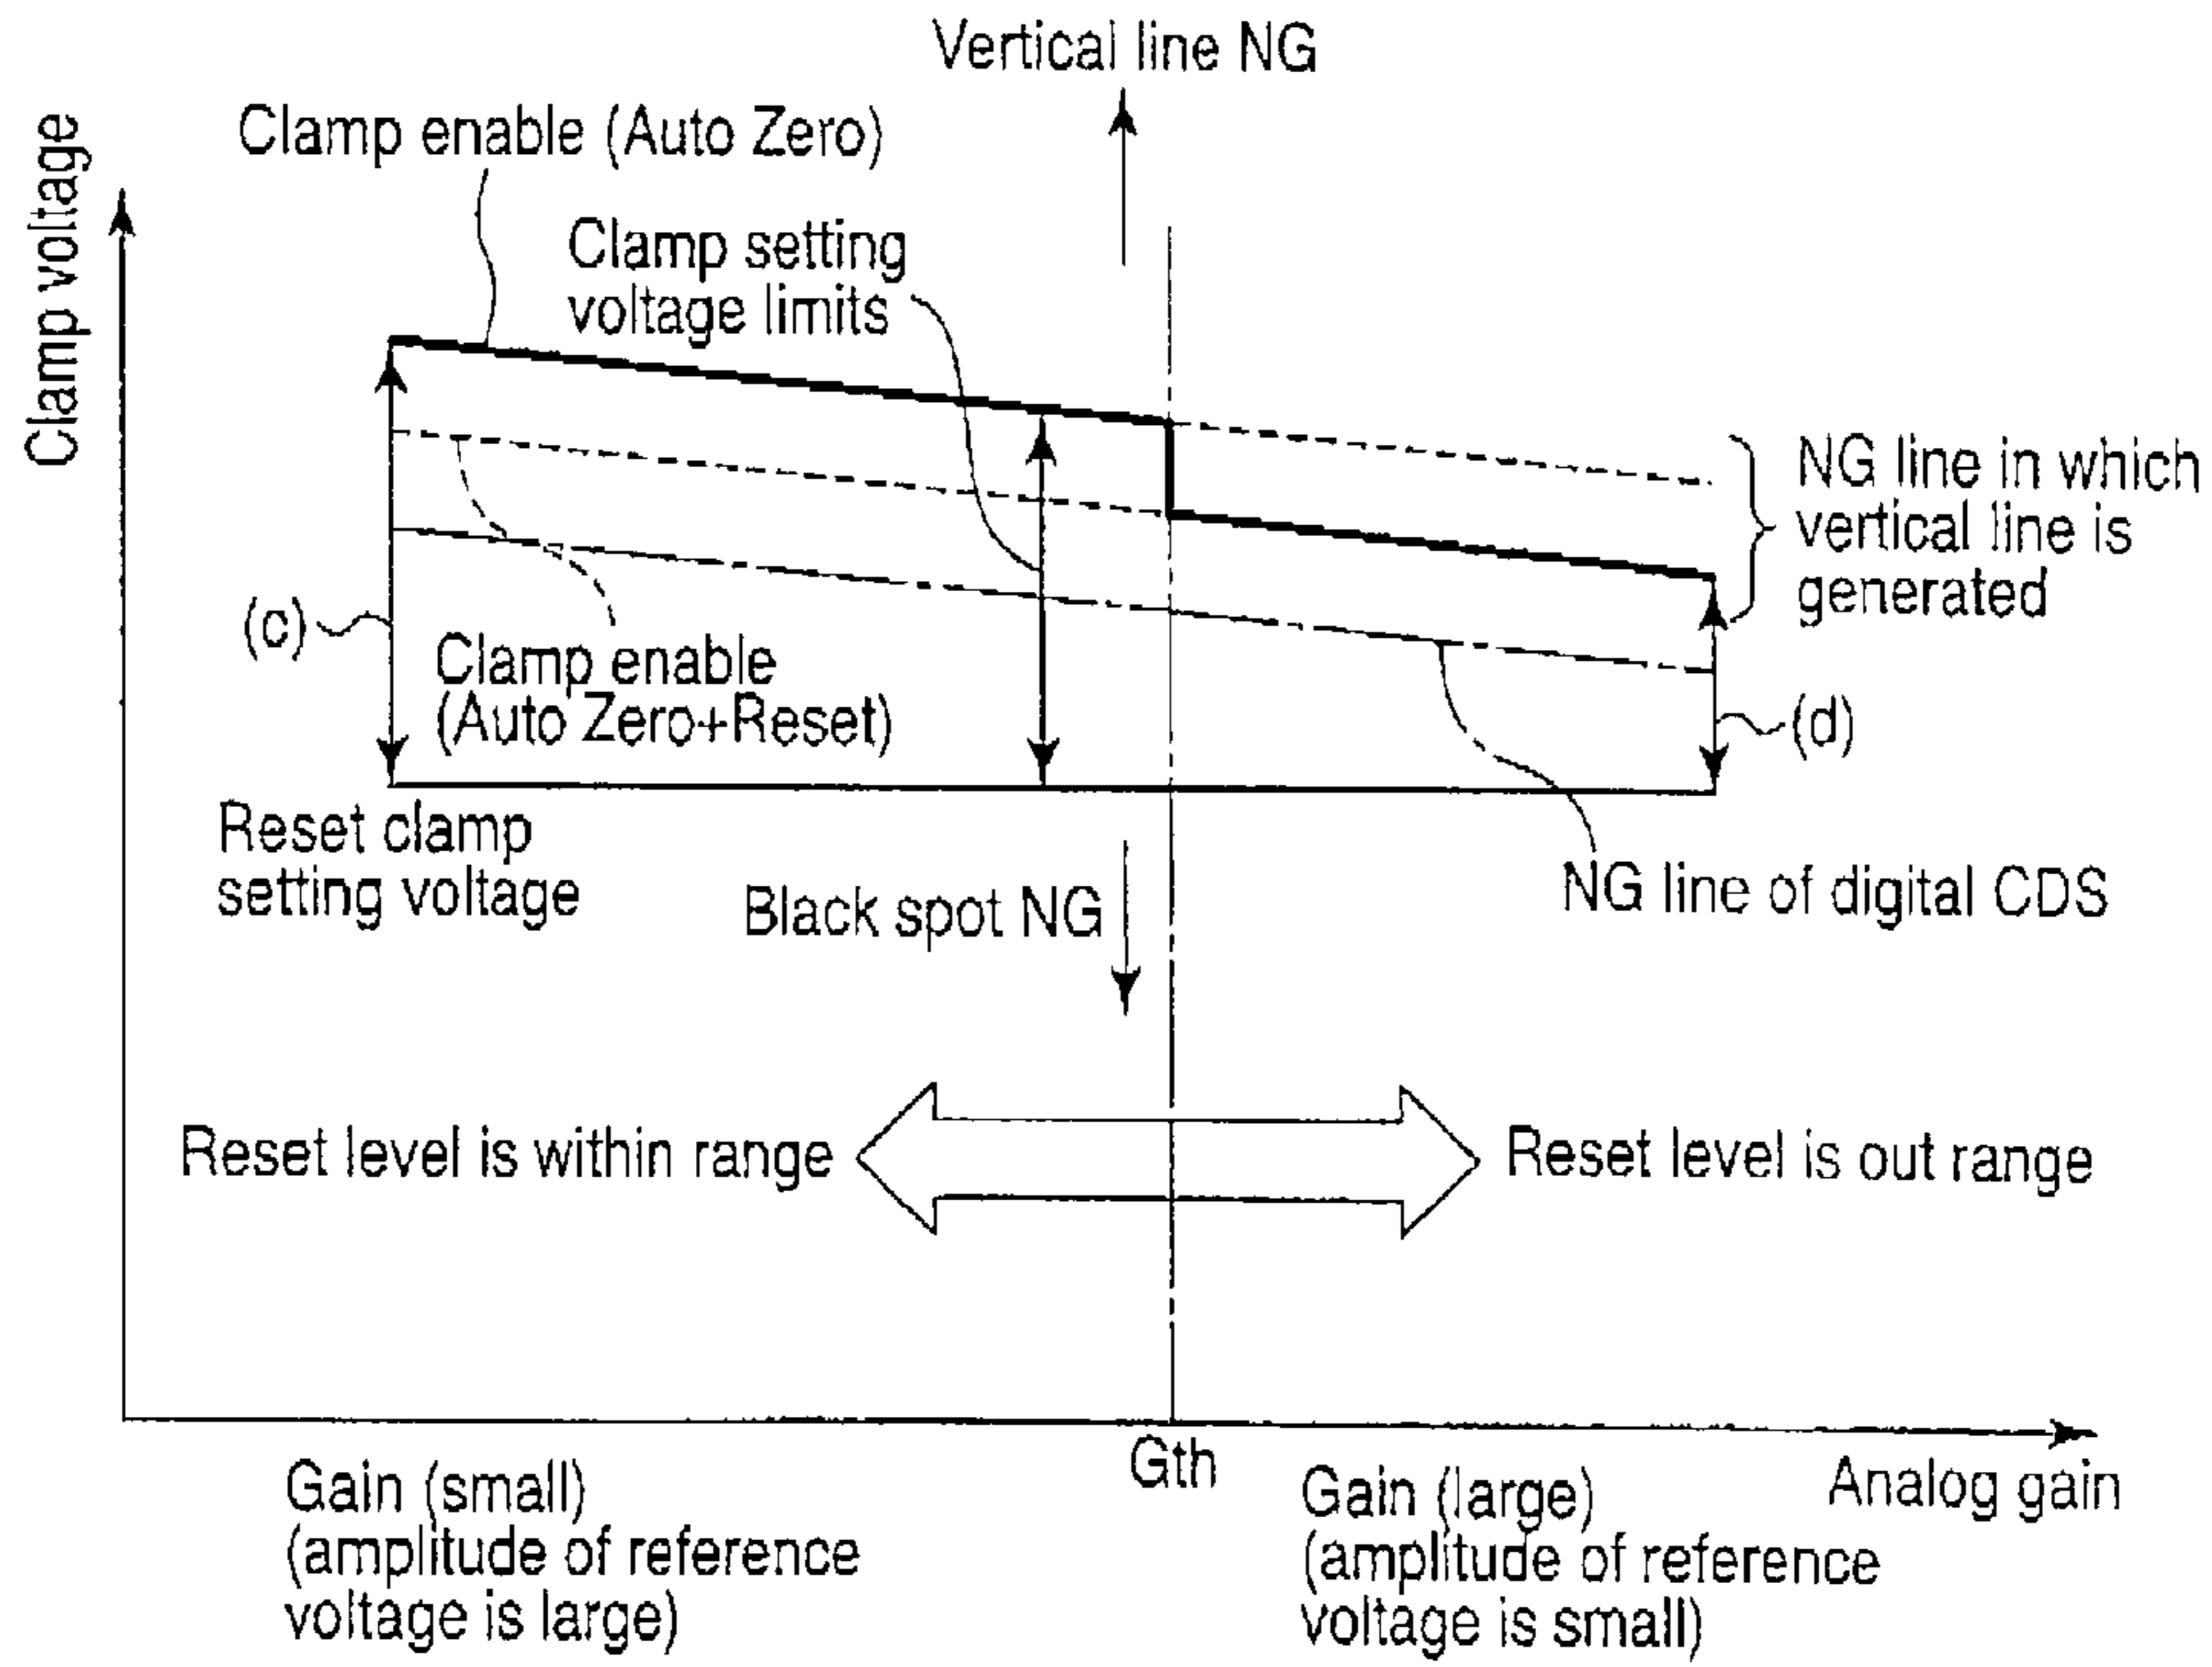 Vertical line NG
Clamp enable (Auto Zero)
Clamp voltage
Clamp setting
voltage limits
NG line in which
vertical line is
generated
(c)
Clamp enable
(Auto Zero+Reset)
(d)
Reset clamp
setting voltage
Black spot NG
NG line of digital CDS
Reset level is within range
Reset level is out range
Gth
Gain (small)
(amplitude of reference
voltage is large)
Gain (large)
(amplitude of reference
voltage is small)
Analog gain